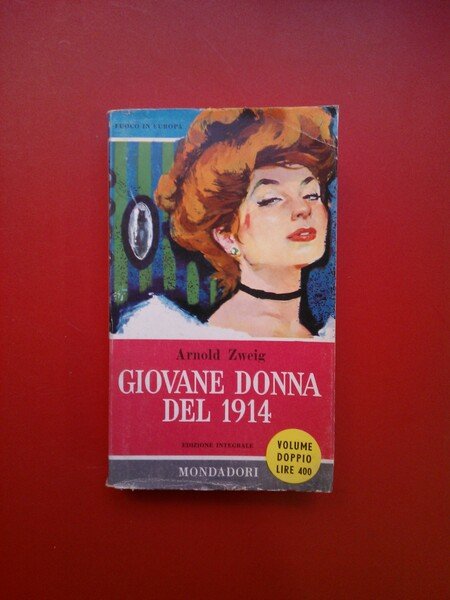 FUOCO IN EUROPA
Arnold Zweig
GIOVANE DONNA
DEL 1914
EDIZIONE INTEGRALE
MONDADORI
VOLUME
DOPPIO
LIRE 400